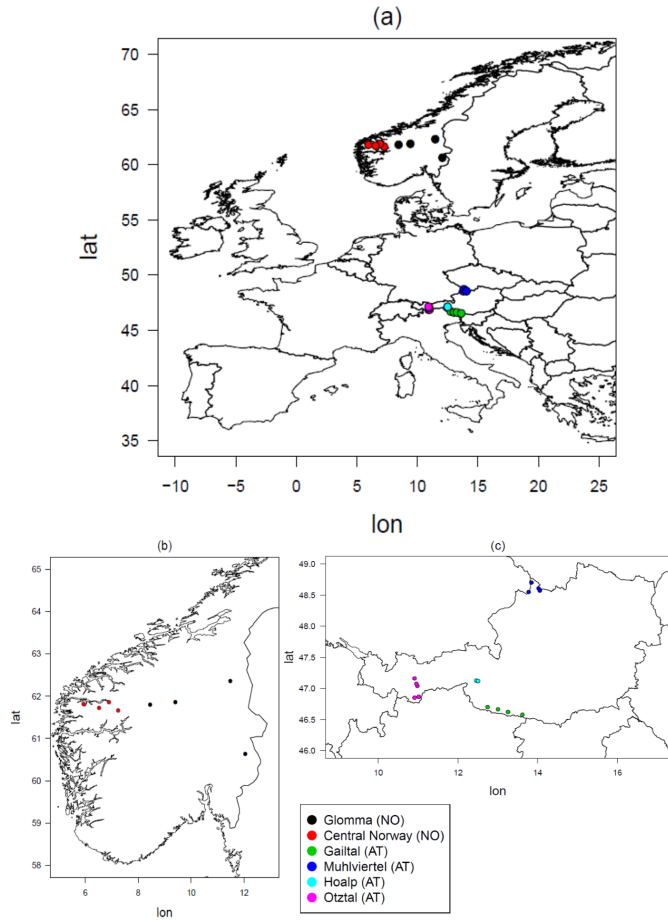 (a)
70
65
60
55
50
45
40
35
lat
−10
−5
0
5
10
15
20
25
lon
(b)
65
64
63
62
61
60
59
58
lat
6
8
10
12
lon
(c)
49.0
48.5
48.0
47.5
47.0
46.5
46.0
lat
10
12
14
16
lon
Glomma (NO)
Central Norway (NO)
Gailtal (AT)
Muhlviertel (AT)
Hoalp (AT)
Otztal (AT)